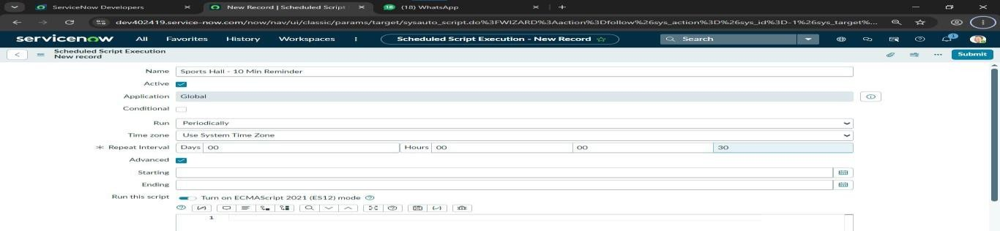 ServiceNow Developers
New Record | Scheduled Script
18 (18) WhatsApp
dev402419.service-now.com/now/nav/ui/classic/params/target/sysauto_script.do%3FWIZARD%3Aaction%3Dfollow%26sys_action%3D%26sys_id%3D-1%26sys_target%...
servicenow All Favorites History Workspaces Scheduled Script Execution - New Record Search 1
Scheduled Script Execution
New record
Submit
Name Sports Hall - 10 Min Reminder
Active
Application Global
Conditional
Run Periodically
Time zone Use System Time Zone
* Repeat Interval Days 00 Hours 00 00 30
Advanced
Starting
Ending
Run this script Turn on ECMAScript 2021 (ES12) mode
1